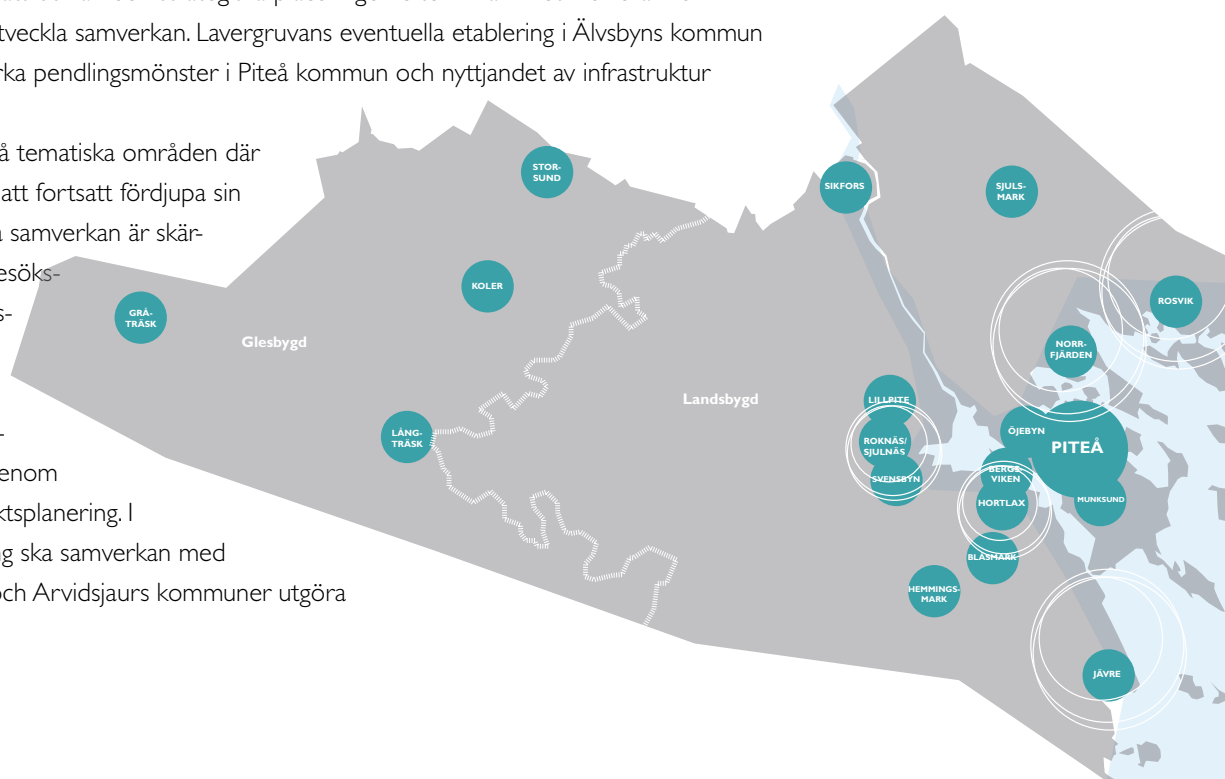 tveckla samverkan. Lavergruvans eventuella etablering i Älvsbyns kommun
rka pendlingsmönster i Piteå kommun och nyttjandet av infrastruktur
å tematiska områden där
att fortsatt fördjupa sin
a samverkan är skär-
esöks-
s-
-
enom
ktsplanering. I
ng ska samverkan med
och Arvidsjaurs kommuner utgöra
STOR-
SUND
SIKFORS
SJULS-
MARK
KOLER
ROSVIK
GRÅ-
TRÄSK
Glesbygd
NORR-
FJÄRDEN
Landsbygd
LILLPITE
LÅNG-
TRÄSK
ÖJEBYN
PITEÅ
ROKNÄS/
SJULNÄS
BERGS-
VIKEN
SVENSBYN
HORTLAX
MUNKSUND
BLÅSMARK
HEMMINGS-
MARK
JÄVRE